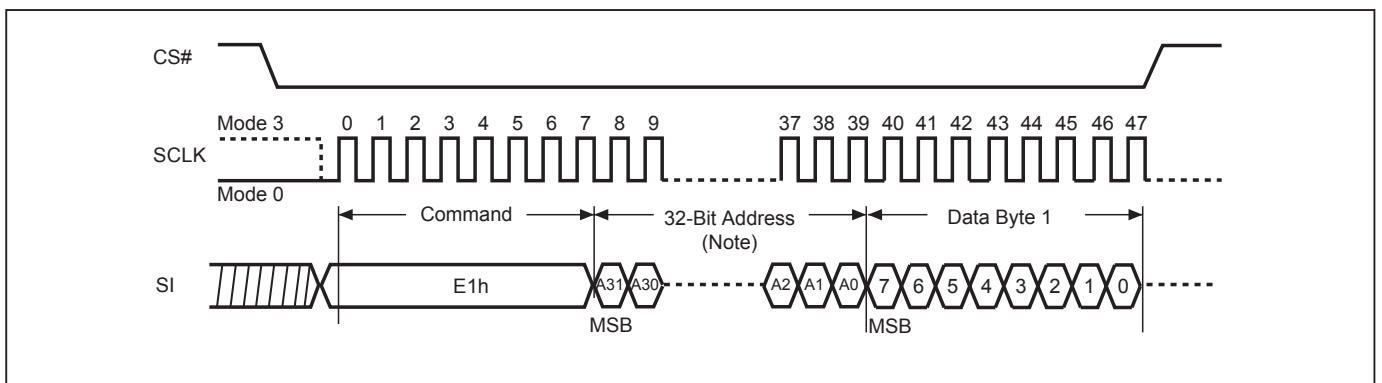 CS#
Mode 3 0 1 2 3 4 5 6 7 8 9 37 38 39 40 41 42 43 44 45 46 47
SCLK
Mode 0
Command 32-Bit Address Data Byte 1
(Note)
SI E1h A31 A30 A2 A1 A0 7 6 5 4 3 2 1 0
MSB MSB